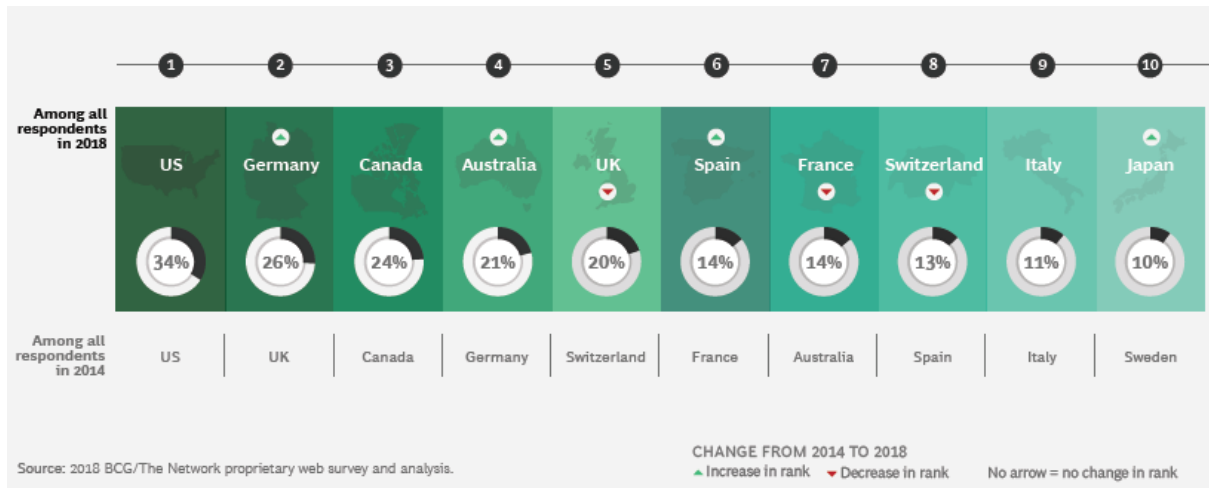 1 2 3 4 5 6 7 8 9 10
Among all
respondents
in 2018
US Germany Canada Australia UK Spain France Switzerland Italy Japan
34% 26% 24% 21% 20% 14% 14% 13% 11% 10%
Among all
respondents
in 2014
US UK Canada Germany Switzerland France Australia Spain Italy Sweden
CHANGE FROM 2014 TO 2018
Increase in rank Decrease in rank No arrow = no change in rank
Source: 2018 BCG/The Network proprietary web survey and analysis.